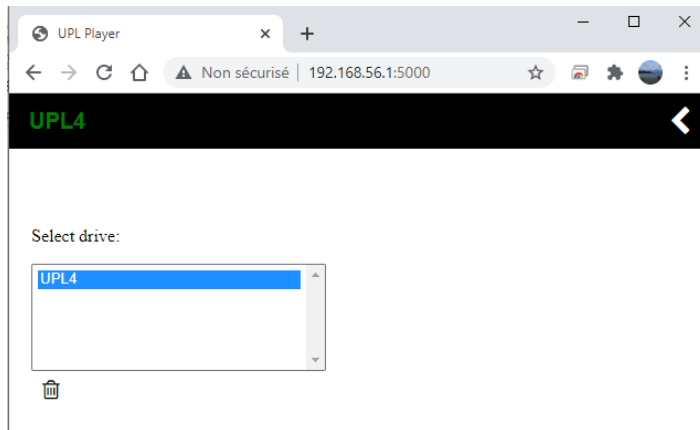 UPL Player
Non sécurisé 192.168.56.1:5000
UPL4
Select drive:
UPL4